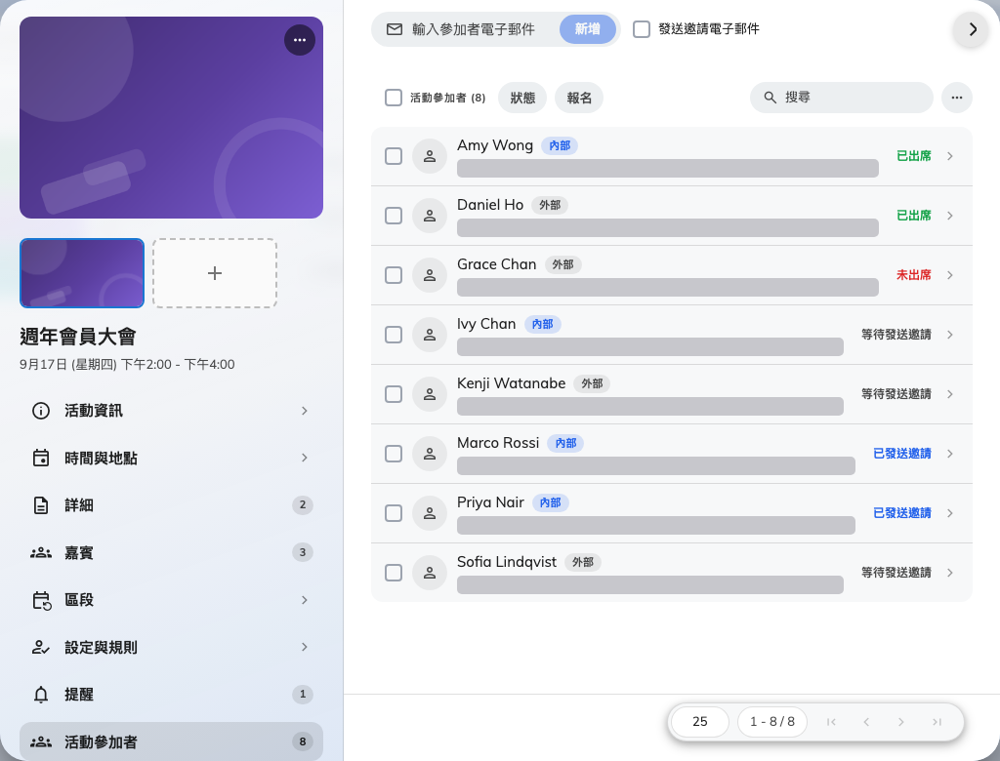 週年會員大會
9月17日 (星期四) 下午2:00 - 下午4:00
活動資訊
時間與地點
詳細 2
嘉賓 3
區段
設定與規則
提醒 1
活動參加者 8
輸入參加者電子郵件 新增 發送邀請電子郵件
活動參加者 (8) 狀態 報名 搜尋
Amy Wong 內部 已出席
Daniel Ho 外部 已出席
Grace Chan 外部 未出席
Ivy Chan 內部 等待發送邀請
Kenji Watanabe 外部 等待發送邀請
Marco Rossi 內部 已發送邀請
Priya Nair 內部 已發送邀請
Sofia Lindqvist 外部 等待發送邀請
25 1 - 8 / 8